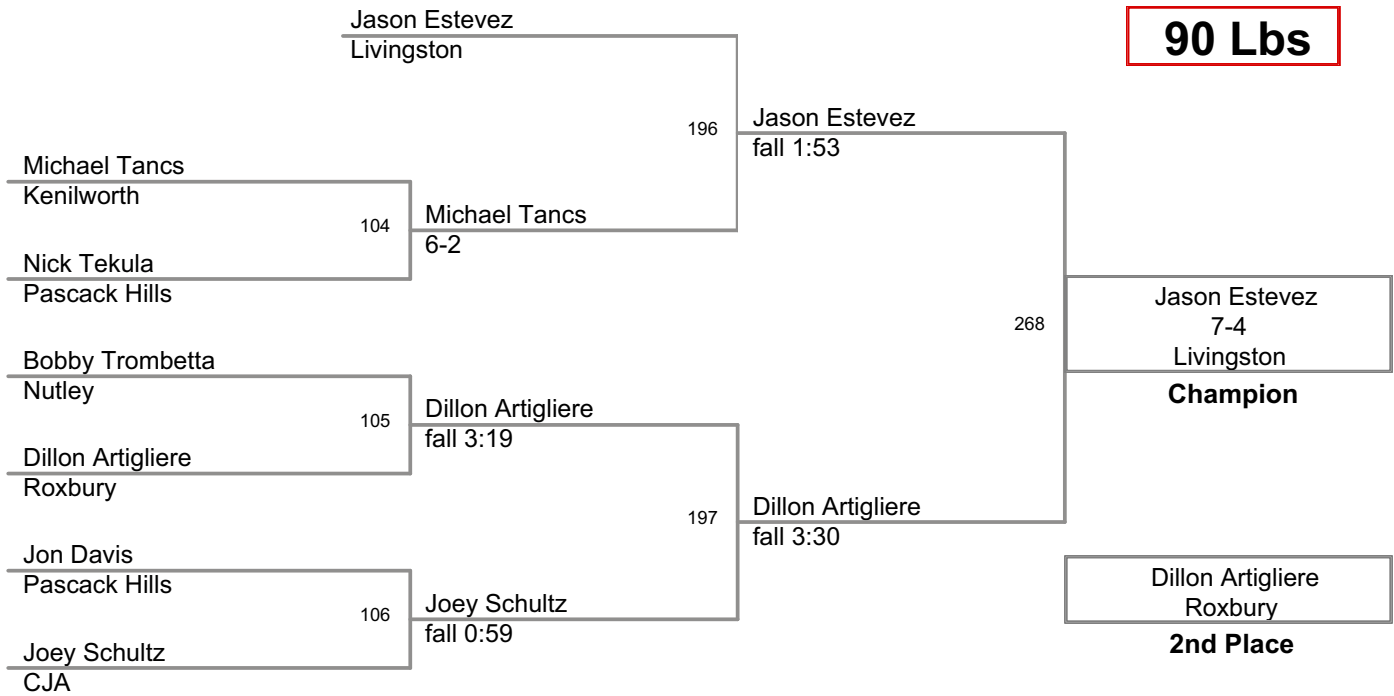 Jason Estevez
Livingston
90 Lbs
196
Jason Estevez
fall 1:53
Michael Tancs
Kenilworth
104
Michael Tancs
6-2
Nick Tekula
Pascack Hills
268
Jason Estevez
7-4
Livingston
Champion
Bobby Trombetta
Nutley
105
Dillon Artigliere
fall 3:19
Dillon Artigliere
Roxbury
197
Dillon Artigliere
fall 3:30
Jon Davis
Pascack Hills
106
Joey Schultz
fall 0:59
Joey Schultz
CJA
Dillon Artigliere
Roxbury
2nd Place